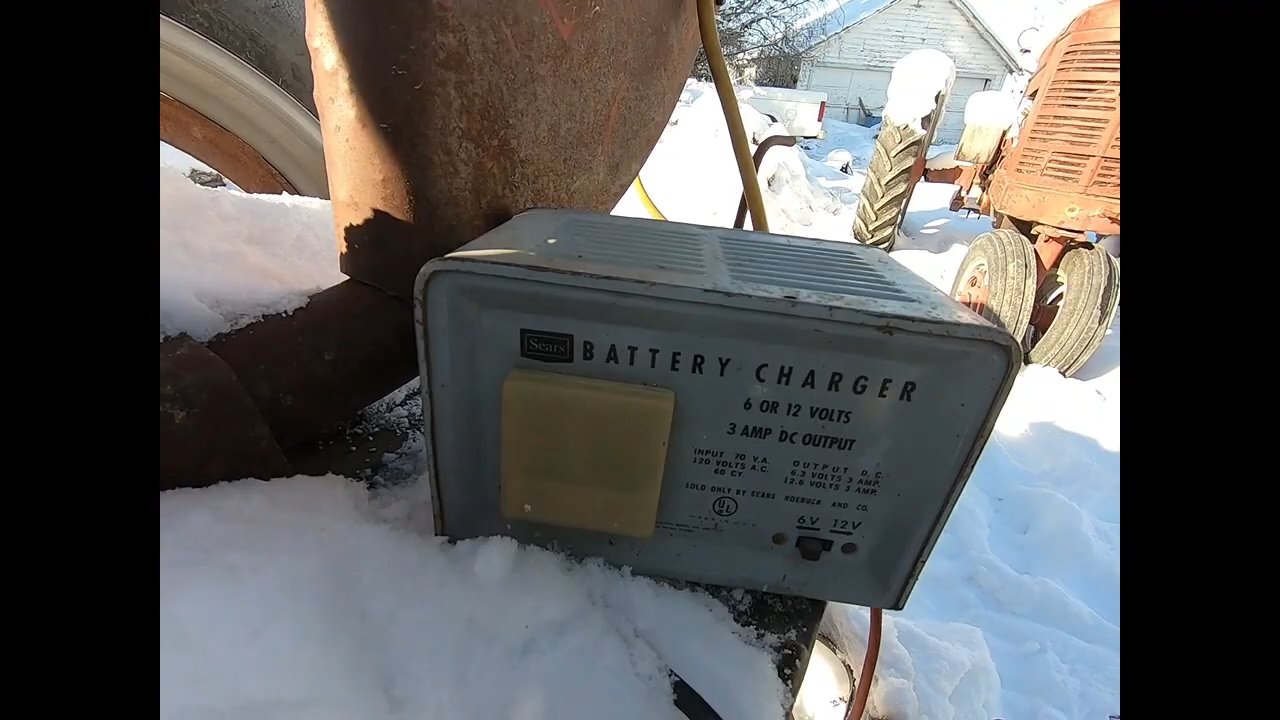 Sears
BATTERY CHARGER
6 OR 12 VOLTS
3 AMP DC OUTPUT
INPUT 70 V.A.
120 VOLTS A.C.
60 CY.
OUTPUT D.C.
6.3 VOLTS 3 AMP.
12.6 VOLTS 3 AMP.
SOLD ONLY BY SEARS ROEBUCK AND CO.
UL
6V 12V